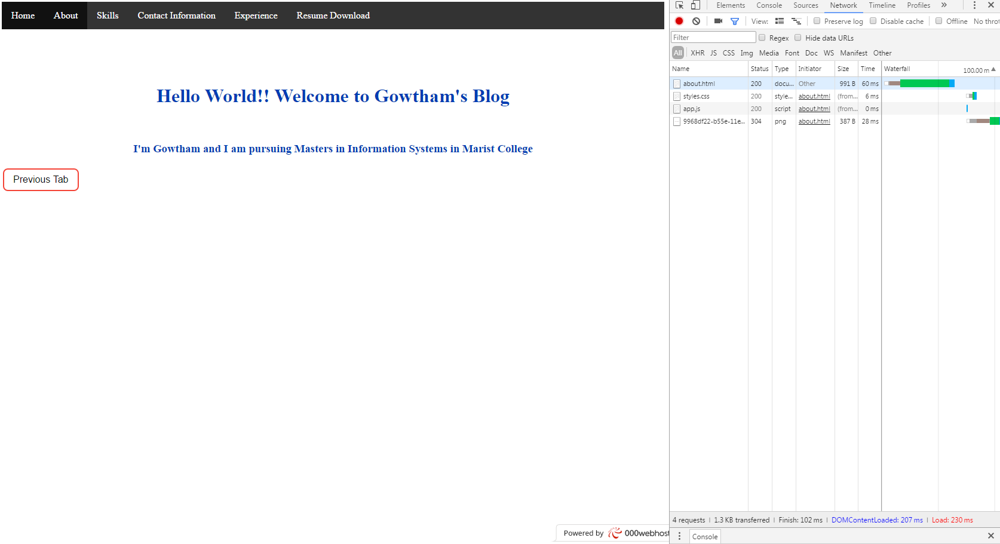 Home About Skills Contact Information Experience Resume Download
Hello World!! Welcome to Gowtham's Blog
I'm Gowtham and I am pursuing Masters in Information Systems in Marist College
Previous Tab
Powered by 000webhost
Elements Console Sources Network Timeline Profiles »
View: Preserve log Disable cache Offline No thro
Filter Regex Hide data URLs
All XHR JS CSS Img Media Font Doc WS Manifest Other
Name Status Type Initiator Size Time Waterfall 100.00 m
about.html 200 docu... Other 991 B 60 ms
styles.css 200 style... about.html (from... 6 ms
app.js 200 script about.html (from... 0 ms
9968df22-b55e-11e... 304 png about.html 387 B 28 ms
4 requests | 1.3 KB transferred | Finish: 102 ms | DOMContentLoaded: 207 ms | Load: 230 ms
Console